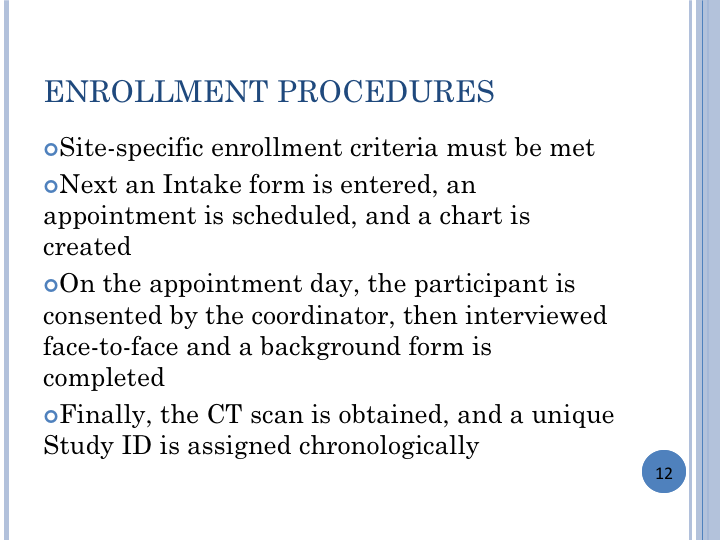 ENROLLMENT PROCEDURES
Site-specific enrollment criteria must be met
Next an Intake form is entered, an
appointment is scheduled, and a chart is
created
On the appointment day, the participant is
consented by the coordinator, then interviewed
face-to-face and a background form is
completed
Finally, the CT scan is obtained, and a unique
Study ID is assigned chronologically
12